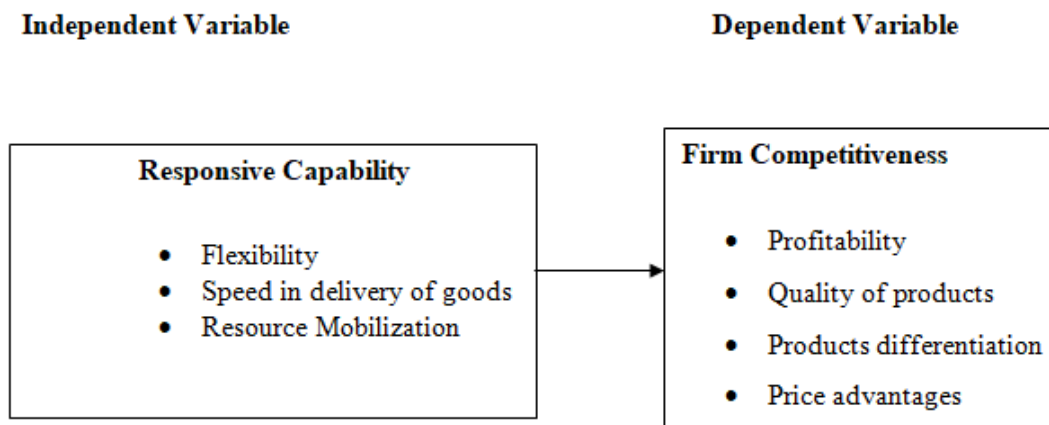 Independent Variable
Dependent Variable
Responsive Capability
• Flexibility
• Speed in delivery of goods
• Resource Mobilization
Firm Competitiveness
• Profitability
• Quality of products
• Products differentiation
• Price advantages